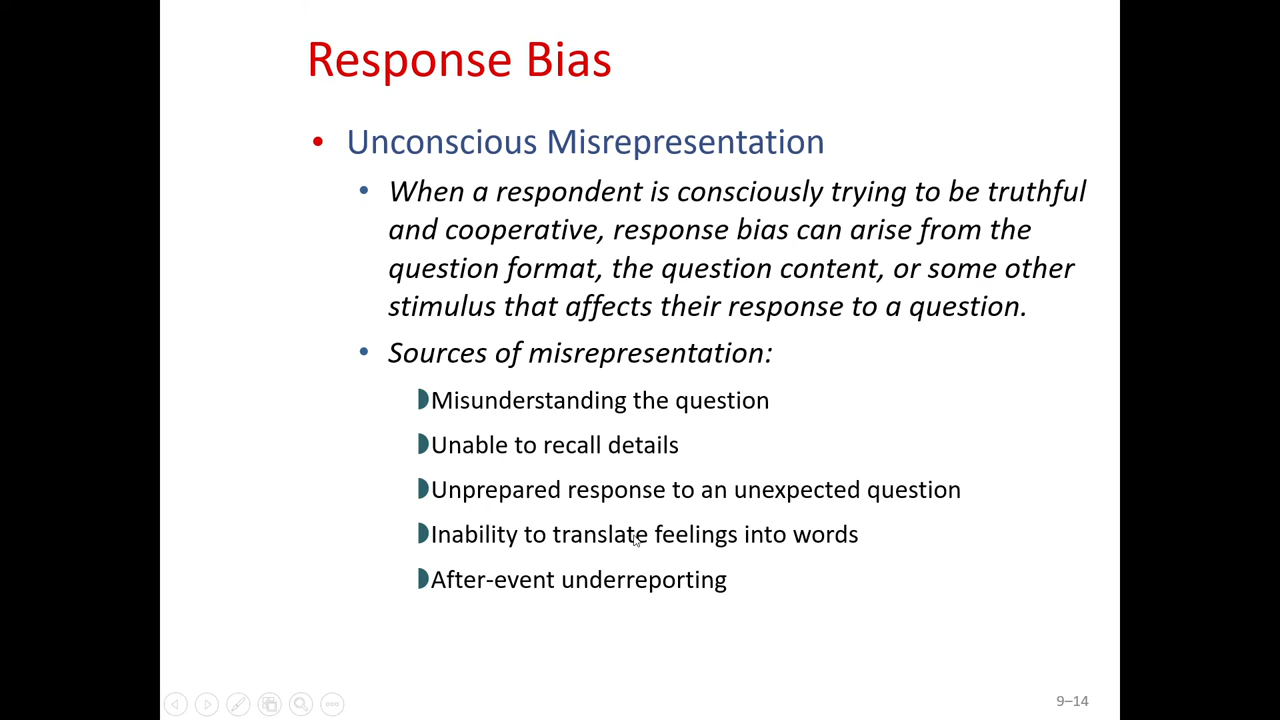 Response Bias
• Unconscious Misrepresentation
• When a respondent is consciously trying to be truthful
and cooperative, response bias can arise from the
question format, the question content, or some other
stimulus that affects their response to a question.
• Sources of misrepresentation:
Misunderstanding the question
Unable to recall details
Unprepared response to an unexpected question
Inability to translate feelings into words
After-event underreporting
9–14